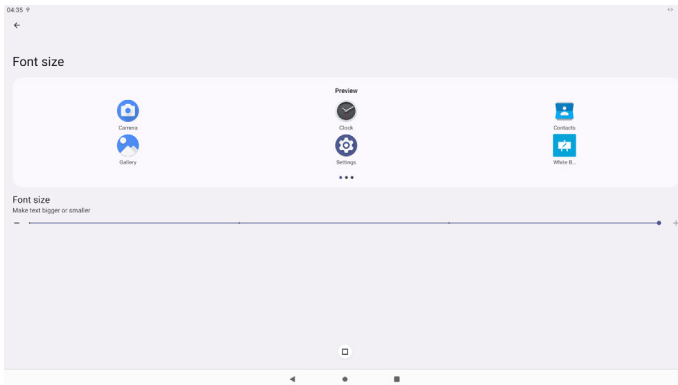 04:35
Font size
Preview
Camera
Clock
Contacts
Gallery
Settings
White B...
Font size
Make text bigger or smaller